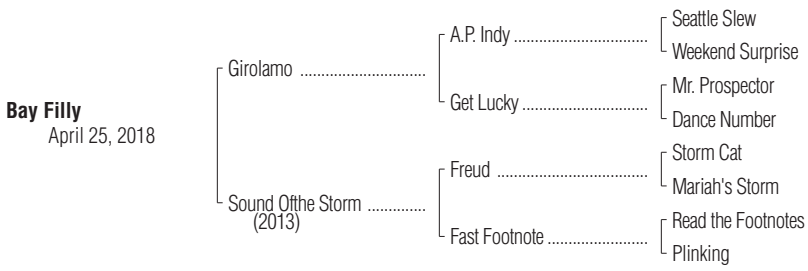 Seattle Slew
A.P. Indy
Weekend Surprise
Girolamo
Mr. Prospector
Get Lucky
Dance Number
Bay Filly
April 25, 2018
Storm Cat
Freud
Mariah's Storm
Sound Ofthe Storm
(2013)
Read the Footnotes
Fast Footnote
Plinking